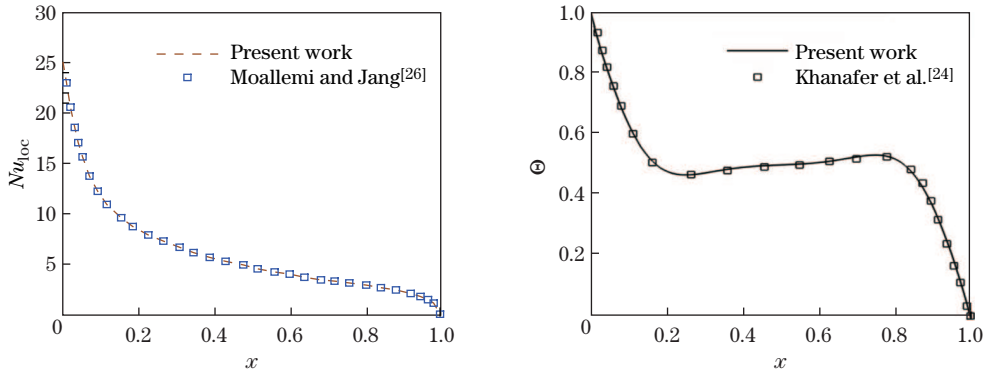 30
25
20
15
10
5
0
0.2
0.4
0.6
0.8
1.0
Nu_loc
x
Present work
Moallemi and Jang[26]
1.0
0.8
0.6
0.4
0.2
0
0.2
0.4
0.6
0.8
1.0
Θ
x
Present work
Khanafer et al.[24]